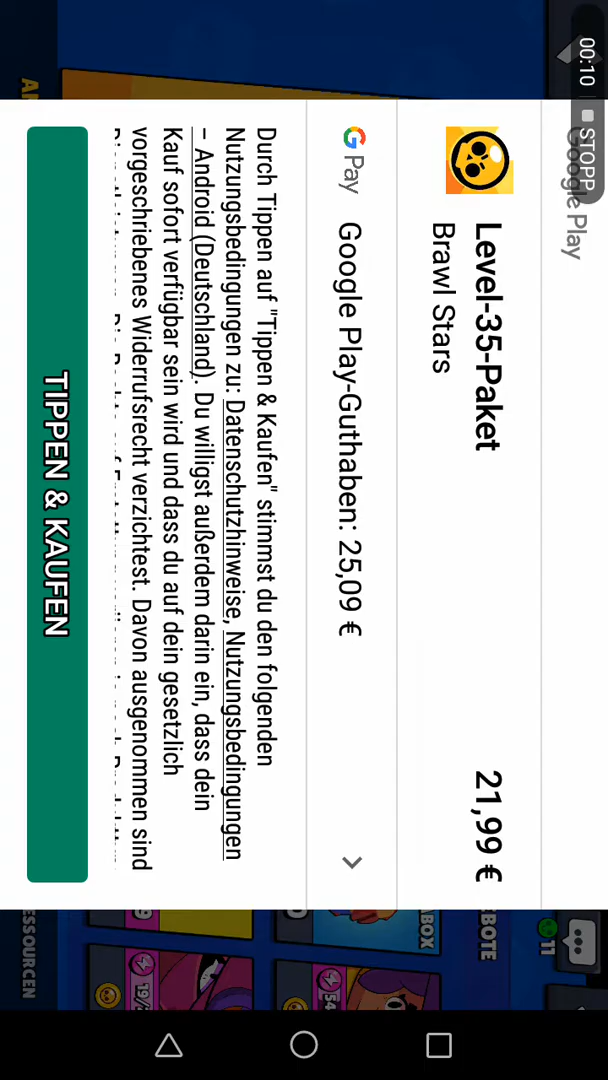 00:10 STOPP
Google Play
Level-35-Paket 21,99 €
Brawl Stars
G Pay Google Play-Guthaben: 25,09 €
Durch Tippen auf "Tippen & Kaufen" stimmst du den folgenden
Nutzungsbedingungen zu: Datenschutzhinweise, Nutzungsbedingungen
– Android (Deutschland). Du willigst außerdem darin ein, dass dein
Kauf sofort verfügbar sein wird und dass du auf dein gesetzlich
vorgeschriebenes Widerrufsrecht verzichtest. Davon ausgenommen sind
TIPPEN & KAUFEN
11
BOTE
ABOX
54
19/
ESSOURCEN